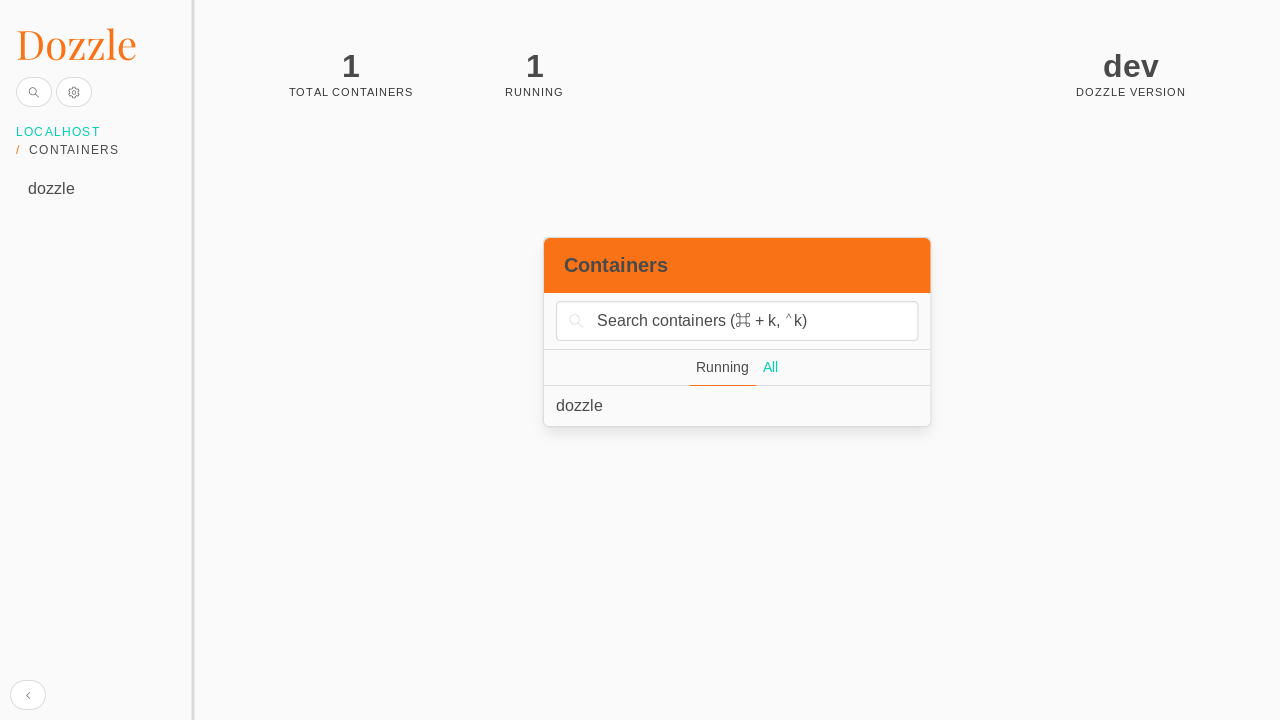 Dozzle
LOCALHOST
/ CONTAINERS
dozzle
1
TOTAL CONTAINERS
1
RUNNING
dev
DOZZLE VERSION
Containers
Search containers (⌘ + k, ⌃k)
Running All
dozzle